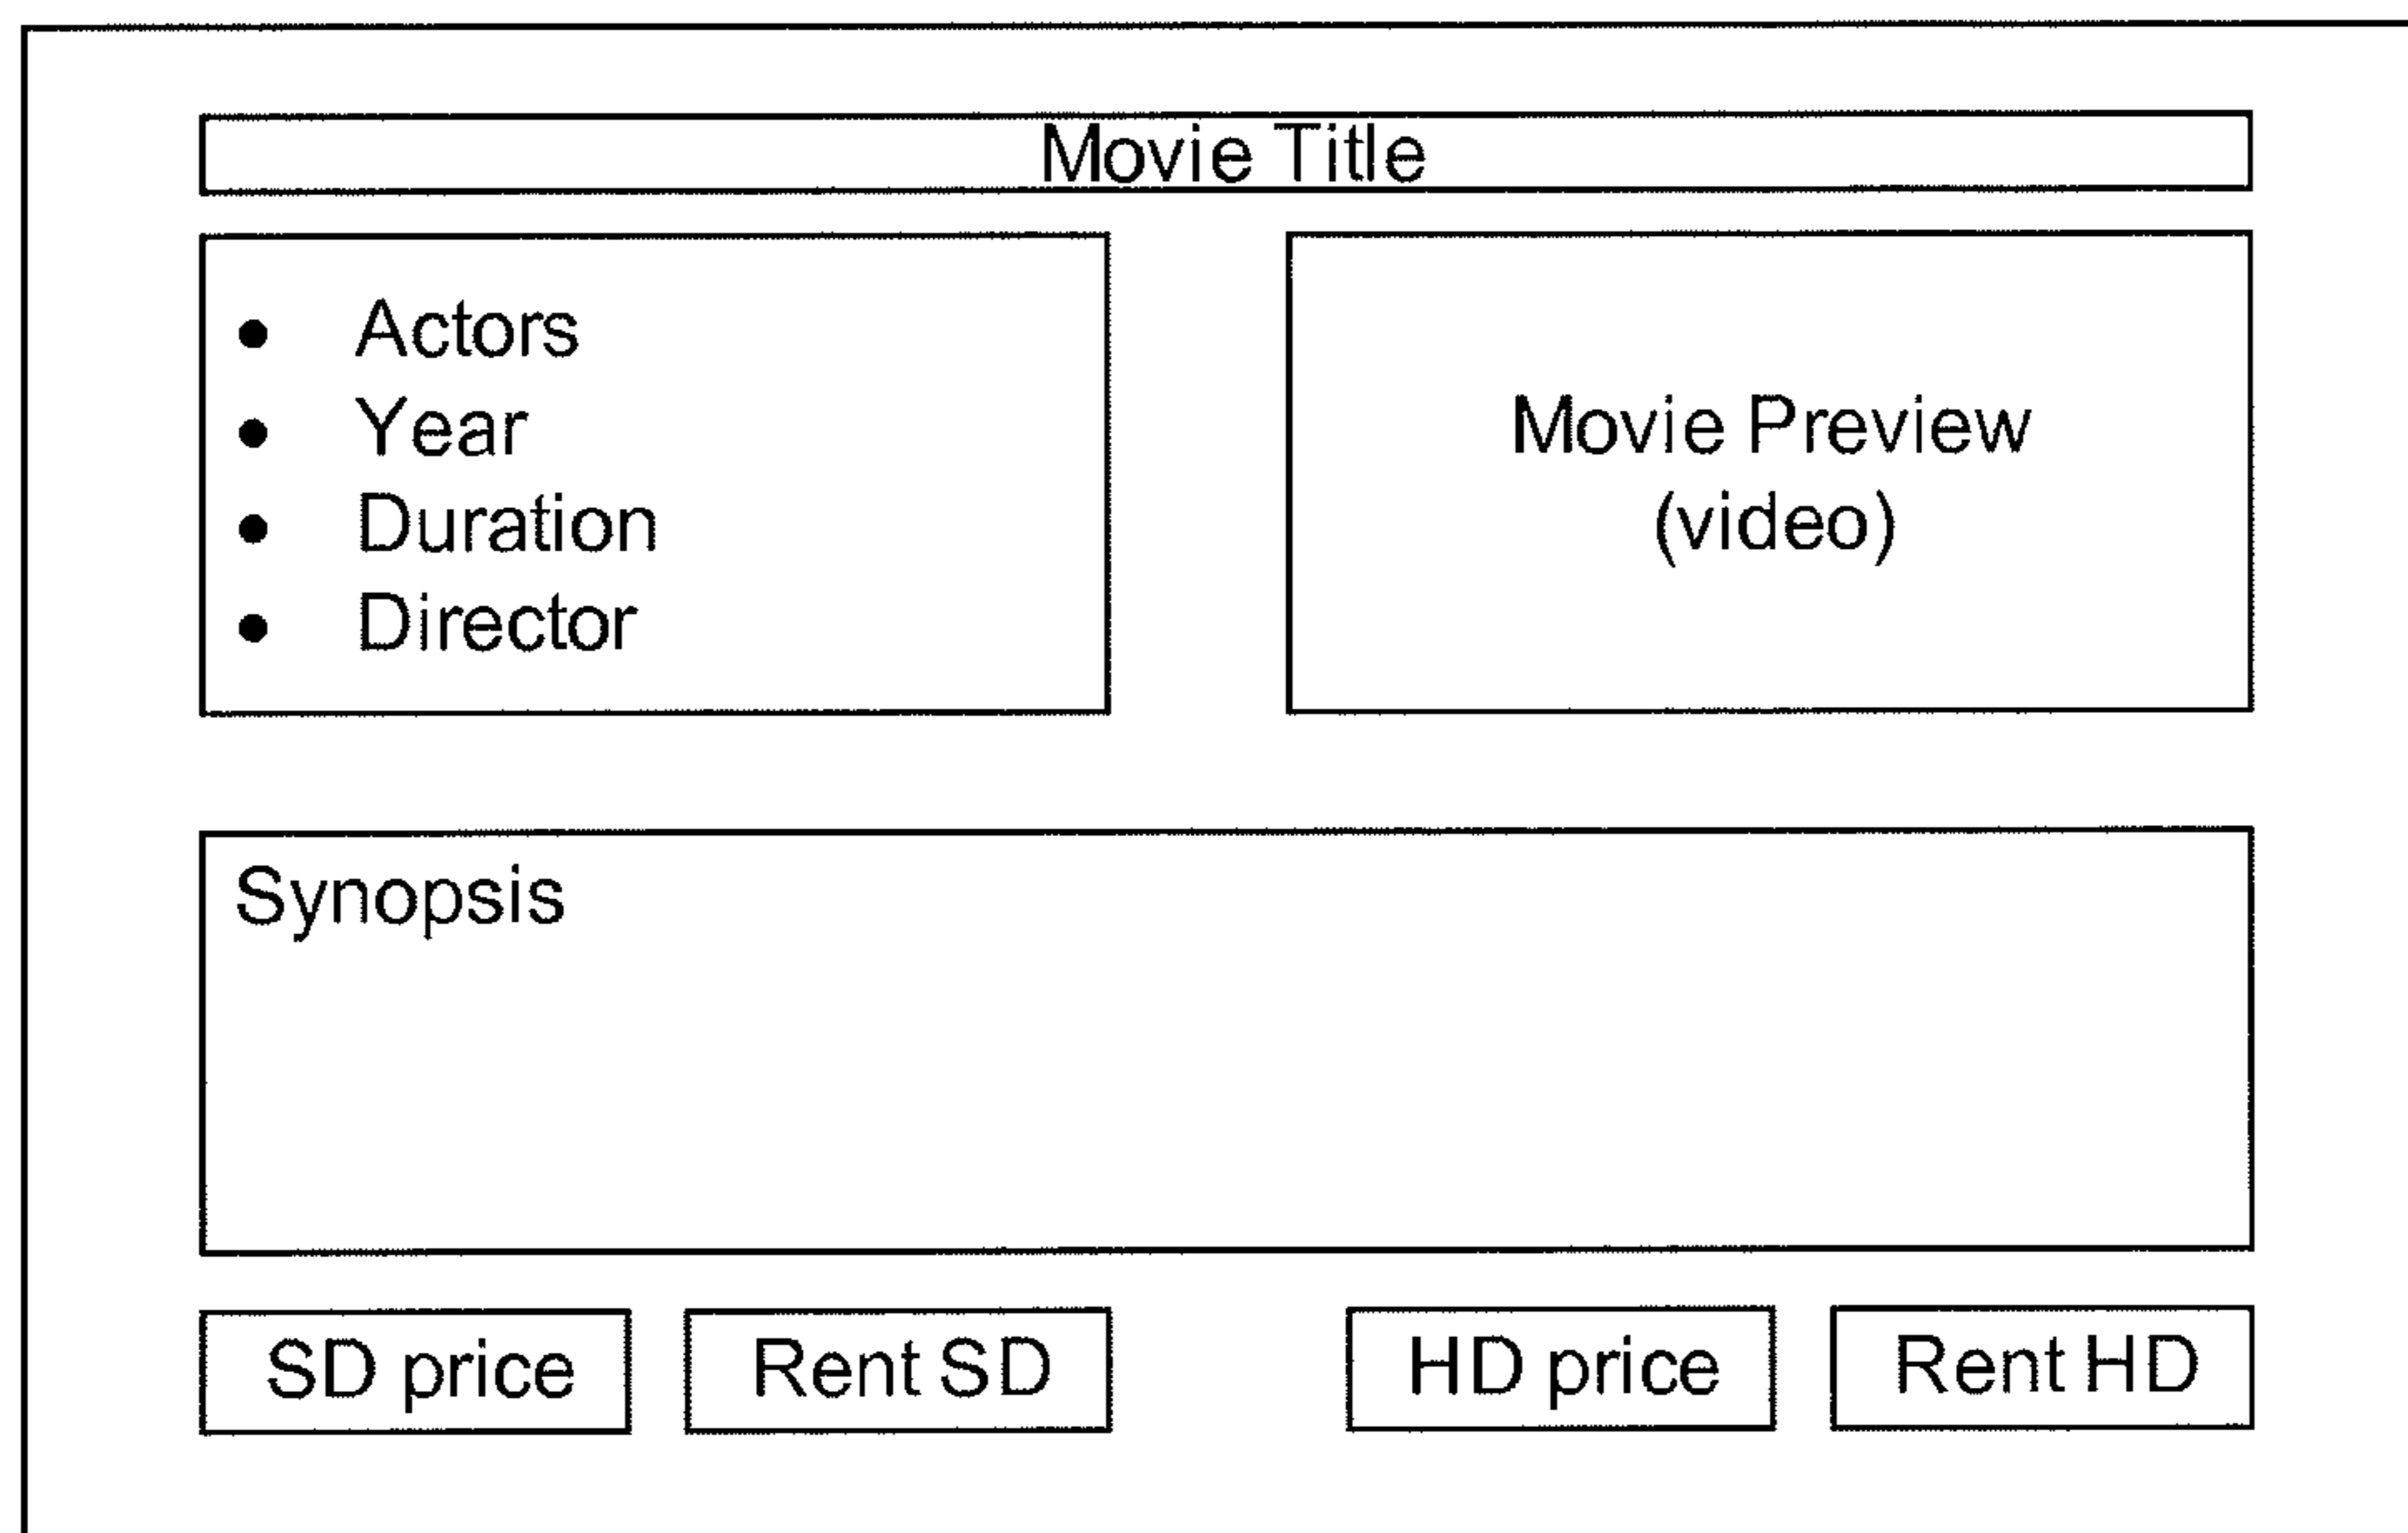 Movie Title
• Actors
• Year
• Duration
• Director
Movie Preview
(video)
Synopsis
SD price
Rent SD
HD price
Rent HD